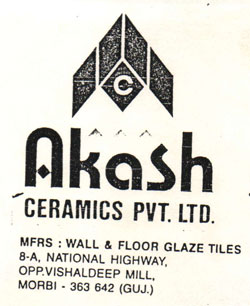 C
Akash
CERAMICS PVT. LTD.
MFRS : WALL & FLOOR GLAZE TILES
8-A, NATIONAL HIGHWAY,
OPP.VISHALDEEP MILL,
MORBI - 363 642 (GUJ.)